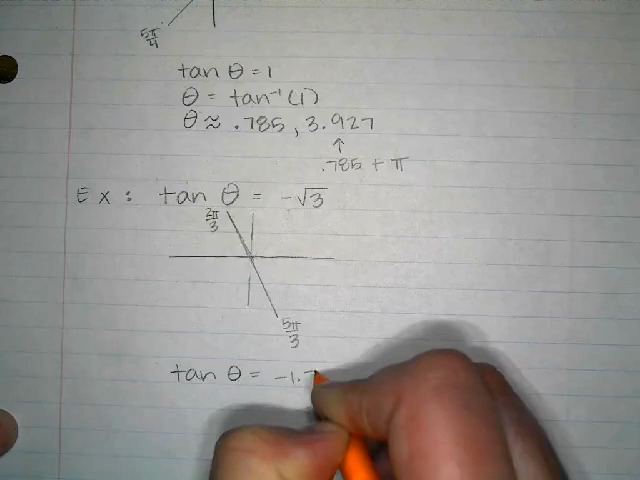 5π/4
tan θ = 1
θ = tan⁻¹(1)
θ ≈ .785, 3.927
↑
.785 + π
Ex: tan θ = -√3
2π/3
5π/3
tan θ = -1.7